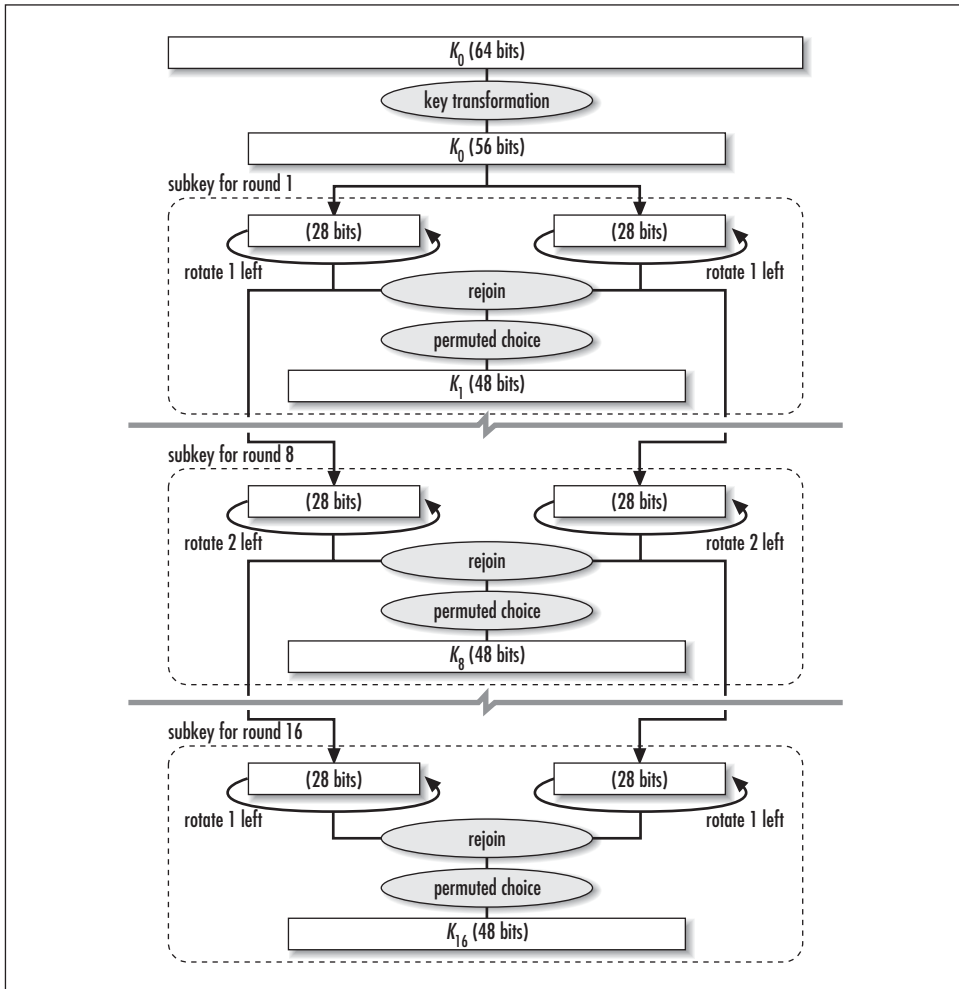 K0 (64 bits)
key transformation
K0 (56 bits)
subkey for round 1
(28 bits) (28 bits)
rotate 1 left rotate 1 left
rejoin
permuted choice
K1 (48 bits)
subkey for round 8
(28 bits) (28 bits)
rotate 2 left rotate 2 left
rejoin
permuted choice
K8 (48 bits)
subkey for round 16
(28 bits) (28 bits)
rotate 1 left rotate 1 left
rejoin
permuted choice
K16 (48 bits)